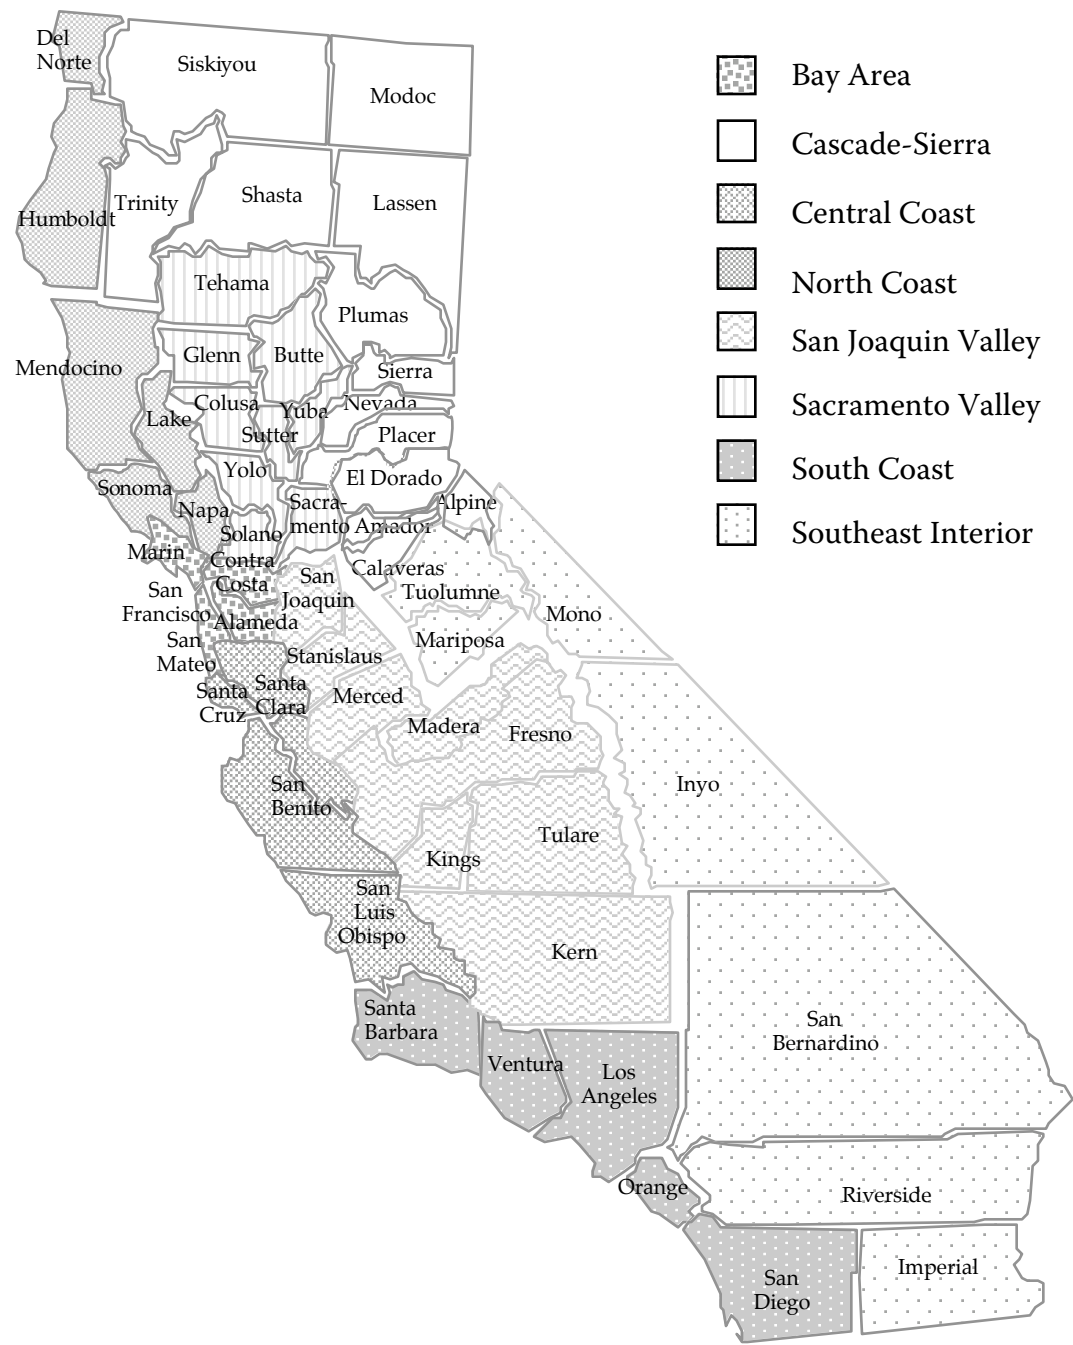 Del
Norte
Siskiyou
Modoc
Humboldt
Trinity
Shasta
Lassen
Tehama
Plumas
Mendocino
Glenn
Butte
Sierra
Lake
Colusa
Yuba
Nevada
Sutter
Placer
Sonoma
Yolo
El Dorado
Napa
Sacra-
mento
Amador
Alpine
Solano
Marin
Contra
Costa
Calaveras
San
Joaquin
Tuolumne
San
Francisco
Alameda
Mono
San
Mateo
Stanislaus
Mariposa
Santa
Cruz
Santa
Clara
Merced
Madera
Fresno
San
Benito
Inyo
Kings
Tulare
San
Luis
Obispo
Kern
Santa
Barbara
San
Bernardino
Ventura
Los
Angeles
Orange
Riverside
San
Diego
Imperial
Bay Area
Cascade-Sierra
Central Coast
North Coast
San Joaquin Valley
Sacramento Valley
South Coast
Southeast Interior